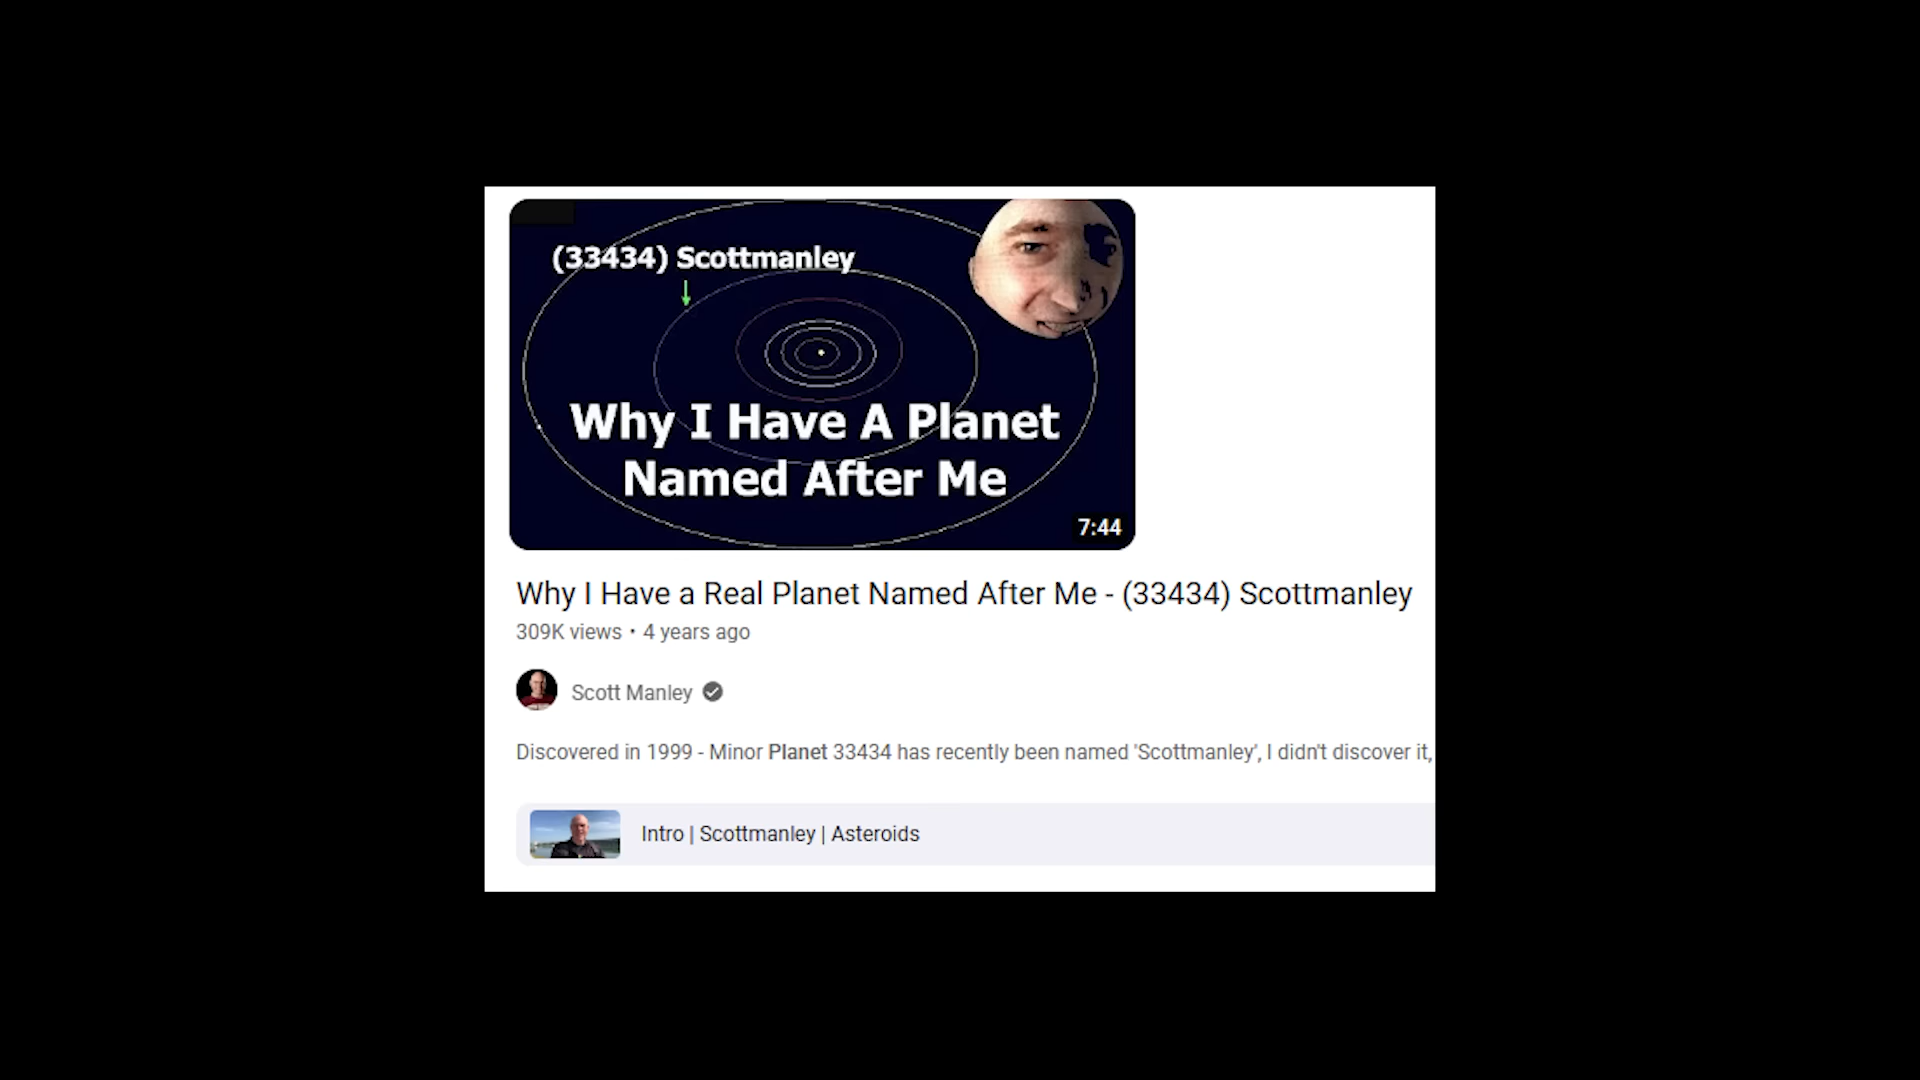 (33434) Scottmanley
Why I Have A Planet
Named After Me
7:44
Why I Have a Real Planet Named After Me - (33434) Scottmanley
309K views • 4 years ago
Scott Manley
Discovered in 1999 - Minor Planet 33434 has recently been named 'Scottmanley', I didn't discover it,
Intro | Scottmanley | Asteroids